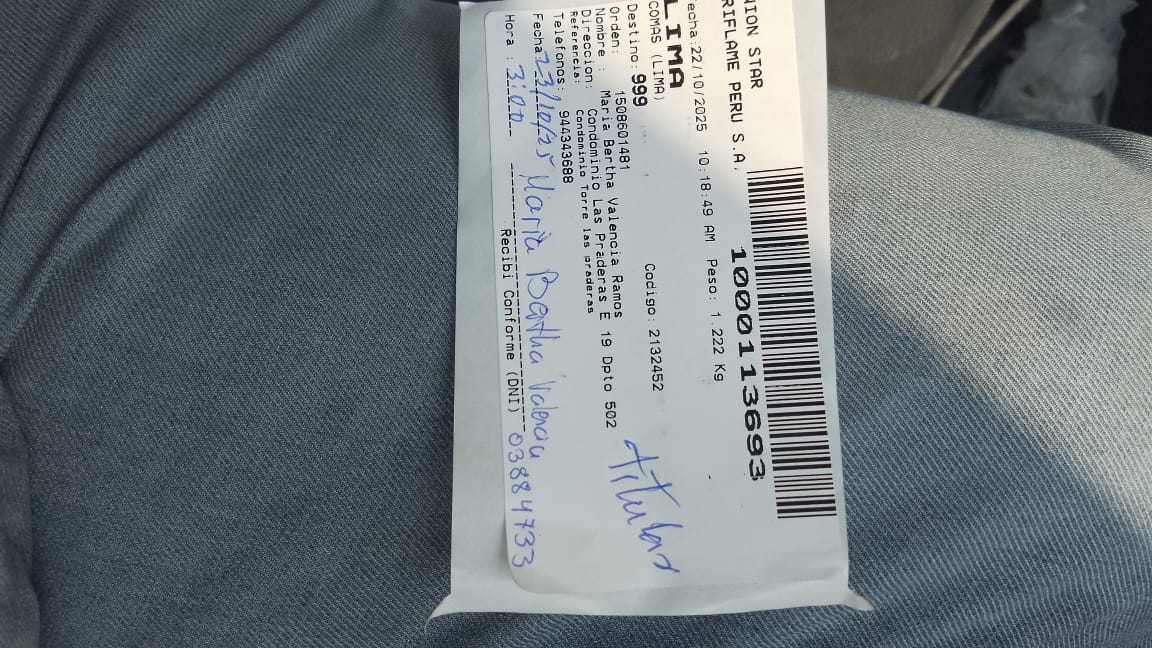 NION STAR
RIFLAME PERU S.A.
1000113693
echa:22/10/2025 10:18:49 AM Peso: 1.222 Kg
LIMA
COMAS (LIMA)
Destino: 999 Codigo: 2132452
Orden: 1508601481
Nombre : Maria Bertha Valencia Ramos
Direccion: Condominio Las Praderas E 19 Dpto 502
Referencia: Condominio Torre las praderas
Telefonos: 944343688
titular
Fecha: 23/10/25 Maria Bertha Valencia
Hora : 3:00 Recibi Conforme (DNI) 03884733